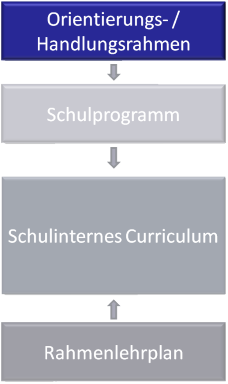 Orientierungs- /
Handlungsrahmen
Schulprogramm
Schulinternes Curriculum
Rahmenlehrplan